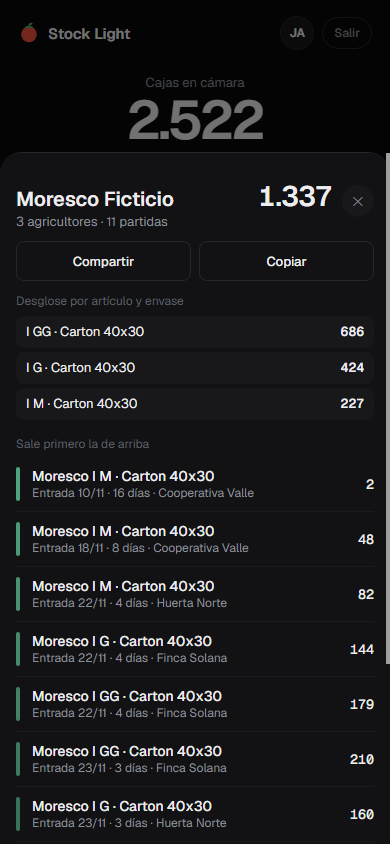 Stock Light
JA
Salir
Cajas en cámara
2.522
Moresco Ficticio
1.337
3 agricultores · 11 partidas
Compartir
Copiar
Desglose por artículo y envase
I GG · Carton 40x30
686
I G · Carton 40x30
424
I M · Carton 40x30
227
Sale primero la de arriba
Moresco I M · Carton 40x30
Entrada 10/11 · 16 días · Cooperativa Valle
2
Moresco I M · Carton 40x30
Entrada 18/11 · 8 días · Cooperativa Valle
48
Moresco I M · Carton 40x30
Entrada 22/11 · 4 días · Huerta Norte
82
Moresco I G · Carton 40x30
Entrada 22/11 · 4 días · Finca Solana
144
Moresco I GG · Carton 40x30
Entrada 22/11 · 4 días · Finca Solana
179
Moresco I GG · Carton 40x30
Entrada 23/11 · 3 días · Finca Solana
210
Moresco I G · Carton 40x30
Entrada 23/11 · 3 días · Huerta Norte
160